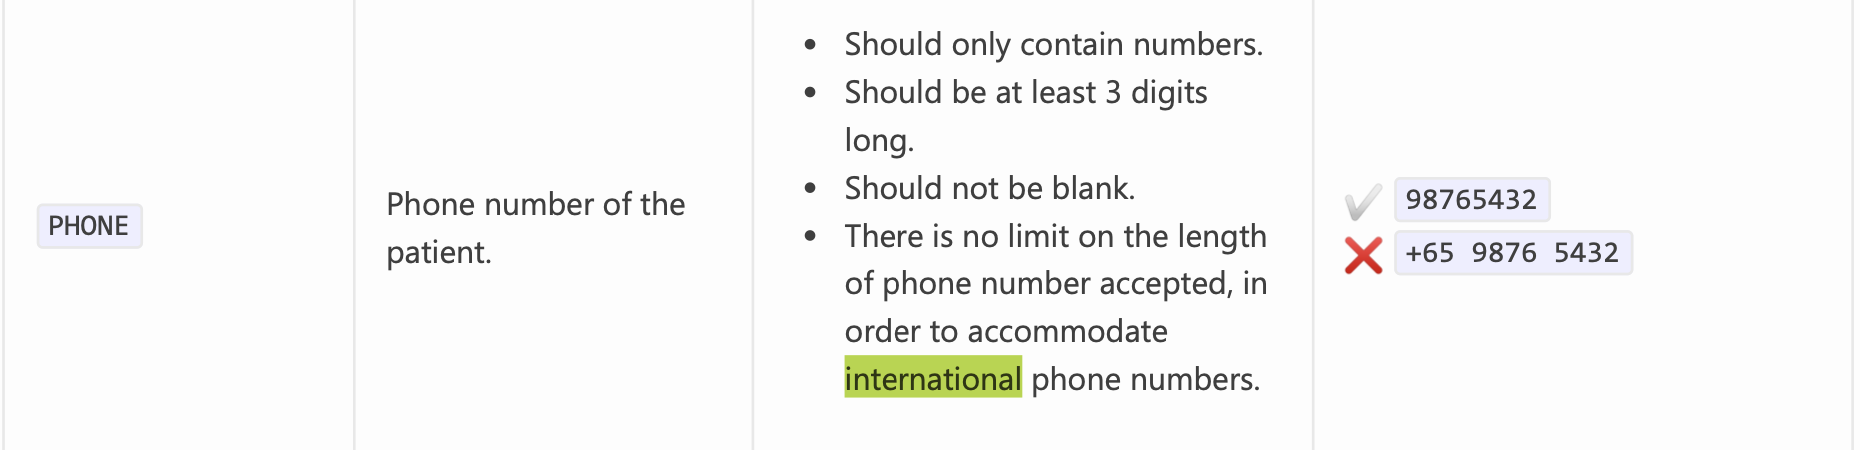 PHONE
Phone number of the
patient.
• Should only contain numbers.
• Should be at least 3 digits
long.
• Should not be blank.
• There is no limit on the length
of phone number accepted, in
order to accommodate
international phone numbers.
✔ 98765432
❌ +65 9876 5432